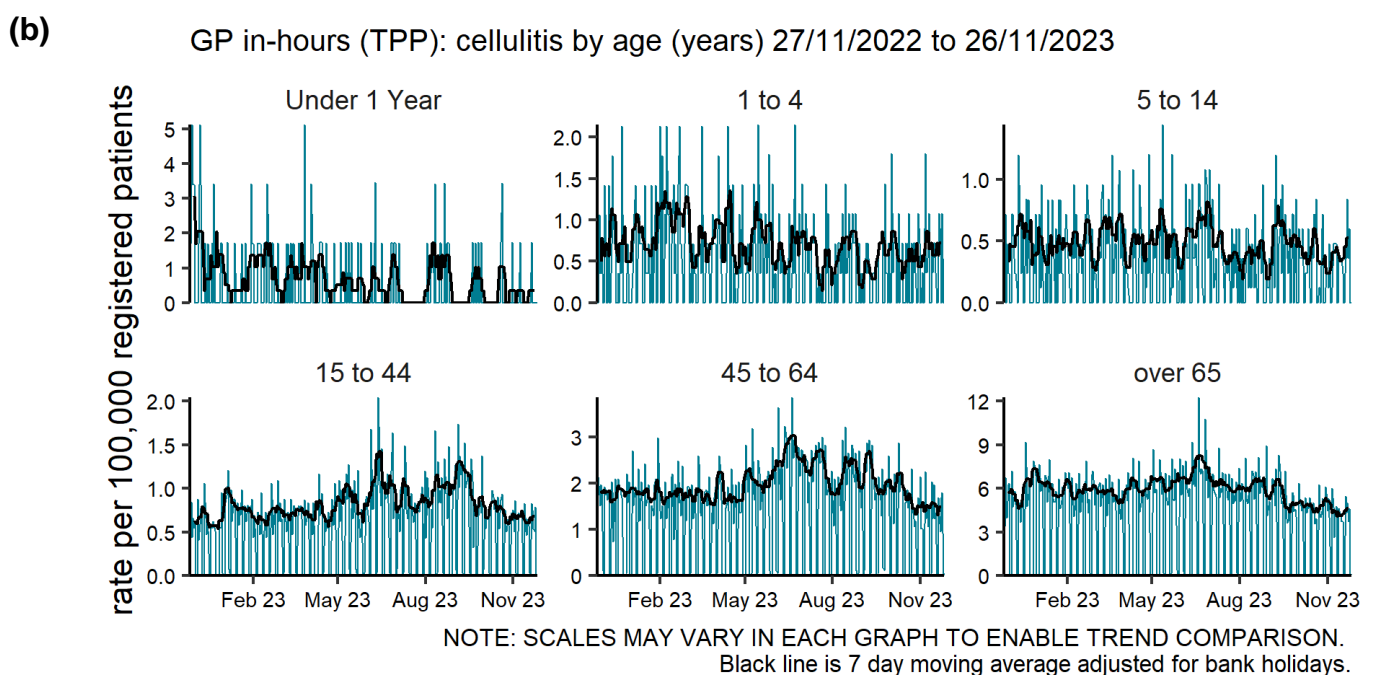 (b)
GP in-hours (TPP): cellulitis by age (years) 27/11/2022 to 26/11/2023
rate per 100,000 registered patients
Under 1 Year
5
4
3
2
1
0
1 to 4
2.0
1.5
1.0
0.5
0.0
5 to 14
1.0
0.5
0.0
15 to 44
2.0
1.5
1.0
0.5
0.0
Feb 23 May 23 Aug 23 Nov 23
45 to 64
3
2
1
0
Feb 23 May 23 Aug 23 Nov 23
over 65
12
9
6
3
0
Feb 23 May 23 Aug 23 Nov 23
NOTE: SCALES MAY VARY IN EACH GRAPH TO ENABLE TREND COMPARISON.
Black line is 7 day moving average adjusted for bank holidays.